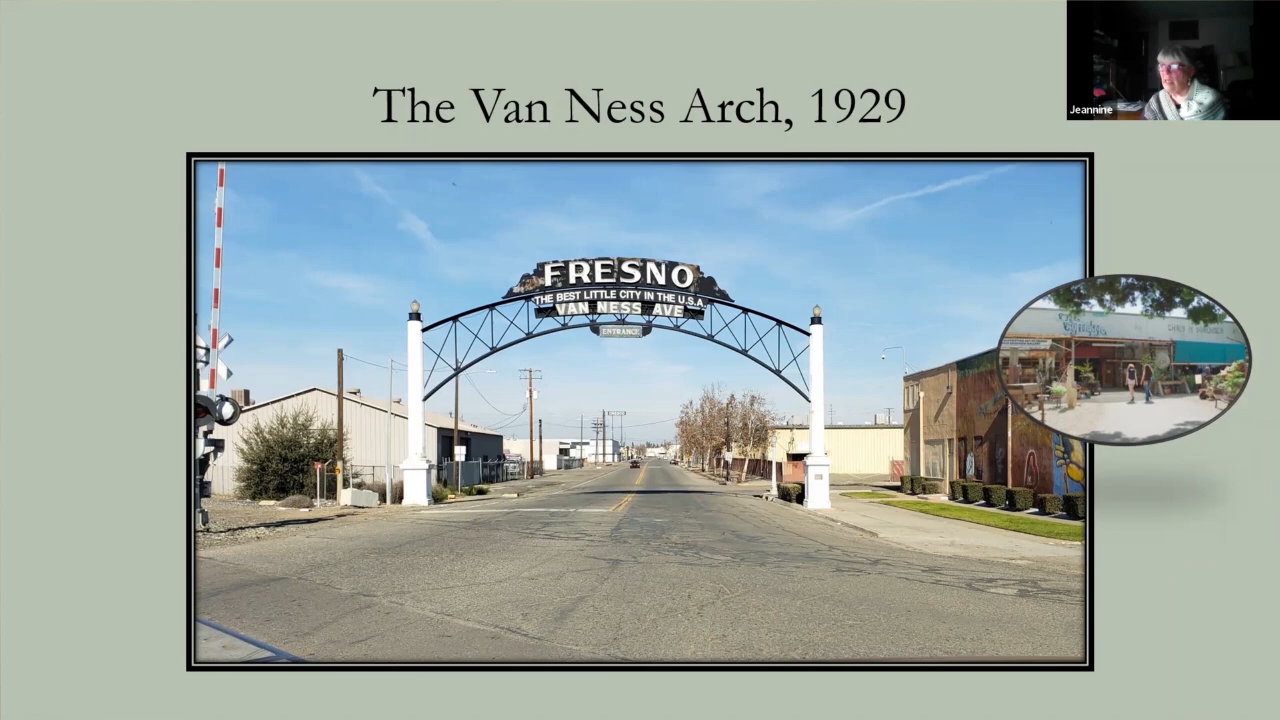 The Van Ness Arch, 1929
Jeannine
FRESNO
THE BEST LITTLE CITY IN THE U.S.A.
VAN NESS AVE
ENTRANCE